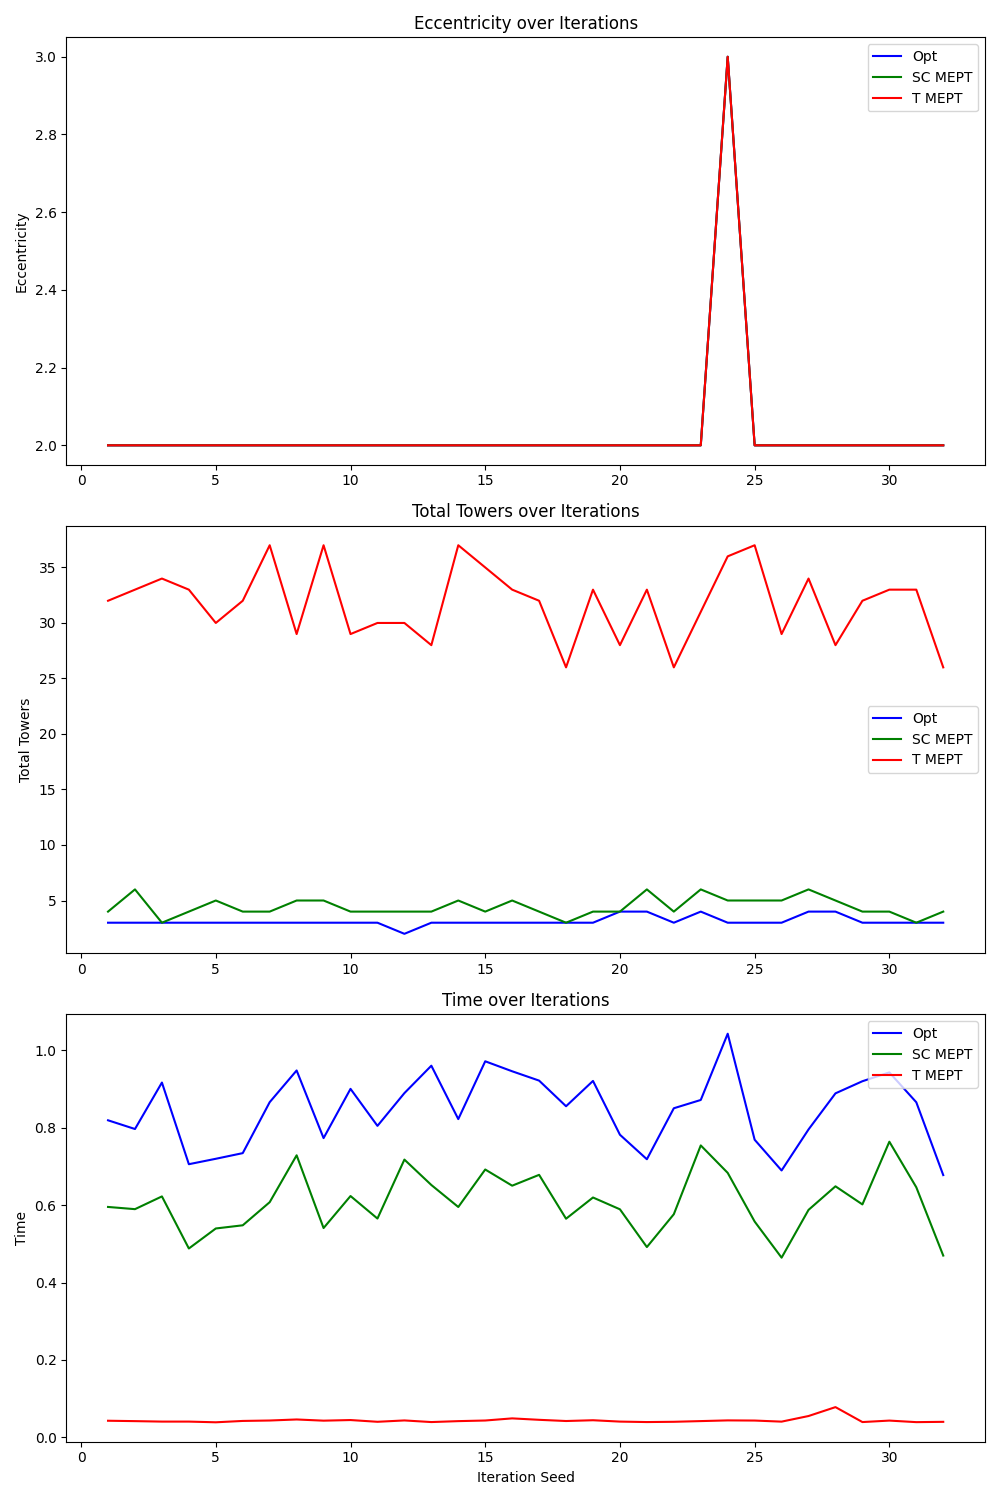 Eccentricity over Iterations
Eccentricity
3.0
2.8
2.6
2.4
2.2
2.0
0 5 10 15 20 25 30
Opt
SC MEPT
T MEPT
Total Towers over Iterations
Total Towers
35
30
25
20
15
10
5
0 5 10 15 20 25 30
Opt
SC MEPT
T MEPT
Time over Iterations
Time
1.0
0.8
0.6
0.4
0.2
0.0
0 5 10 15 20 25 30
Opt
SC MEPT
T MEPT
Iteration Seed